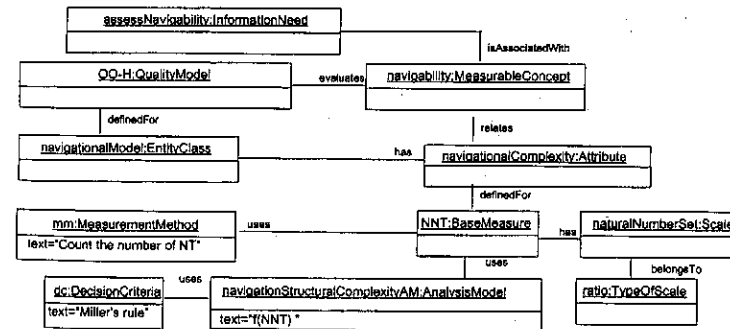 assessNavigability:InformationNeed
isAssociatedWith
OO-H:QualityModel
evaluates
navigability:MeasurableConcept
definedFor
relates
navigationalModel:EntityClass
has
navigationalComplexity:Attribute
definedFor
mm:MeasurementMethod
uses
NNT:BaseMeasure
has
naturalNumberSet:Scale
text="Count the number of NT"
uses
belongsTo
dc:DecisionCriteria
uses
navigationStructuralComplexityAM:AnalysisModel
ratio:TypeOfScale
text="Miller's rule"
text="f(NNT) "